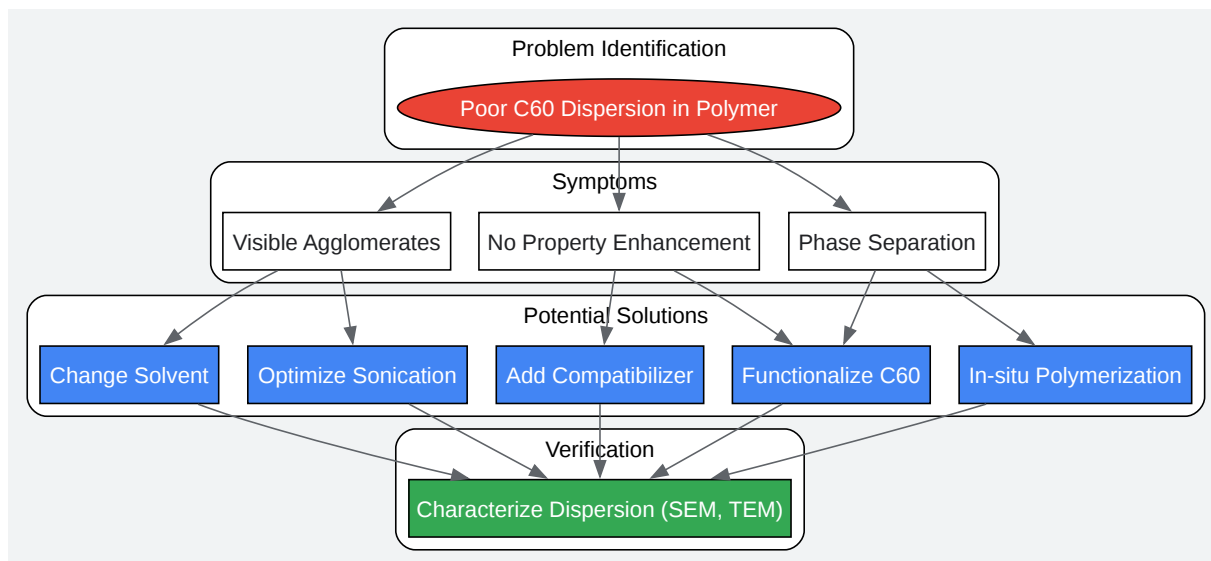 Problem Identification
Poor C60 Dispersion in Polymer
Symptoms
Visible Agglomerates
No Property Enhancement
Phase Separation
Potential Solutions
Change Solvent
Optimize Sonication
Add Compatibilizer
Functionalize C60
In-situ Polymerization
Verification
Characterize Dispersion (SEM, TEM)